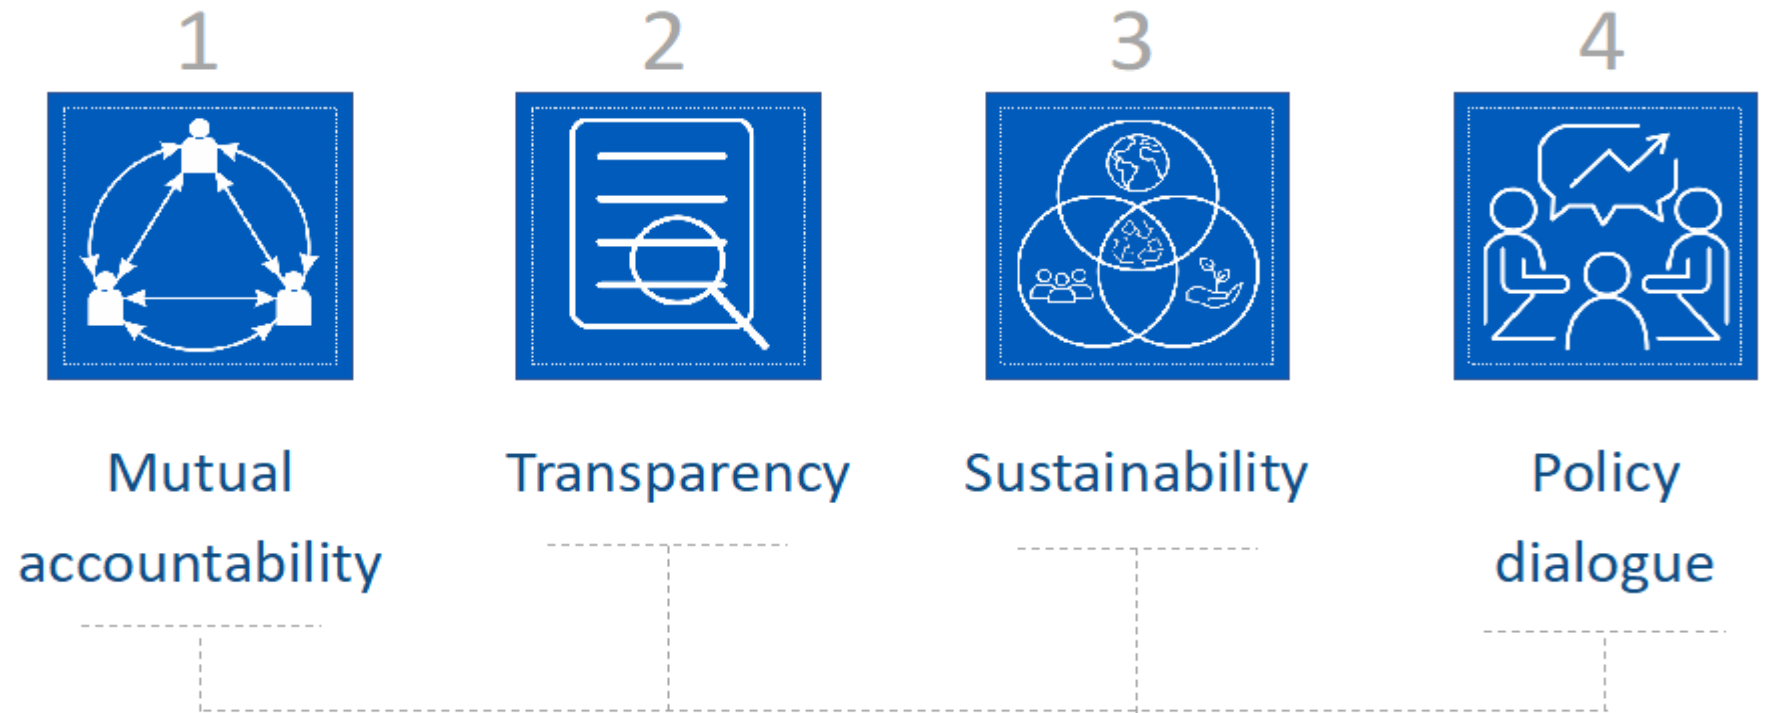 1
2
3
4
Mutual
accountability
Transparency
Sustainability
Policy
dialogue